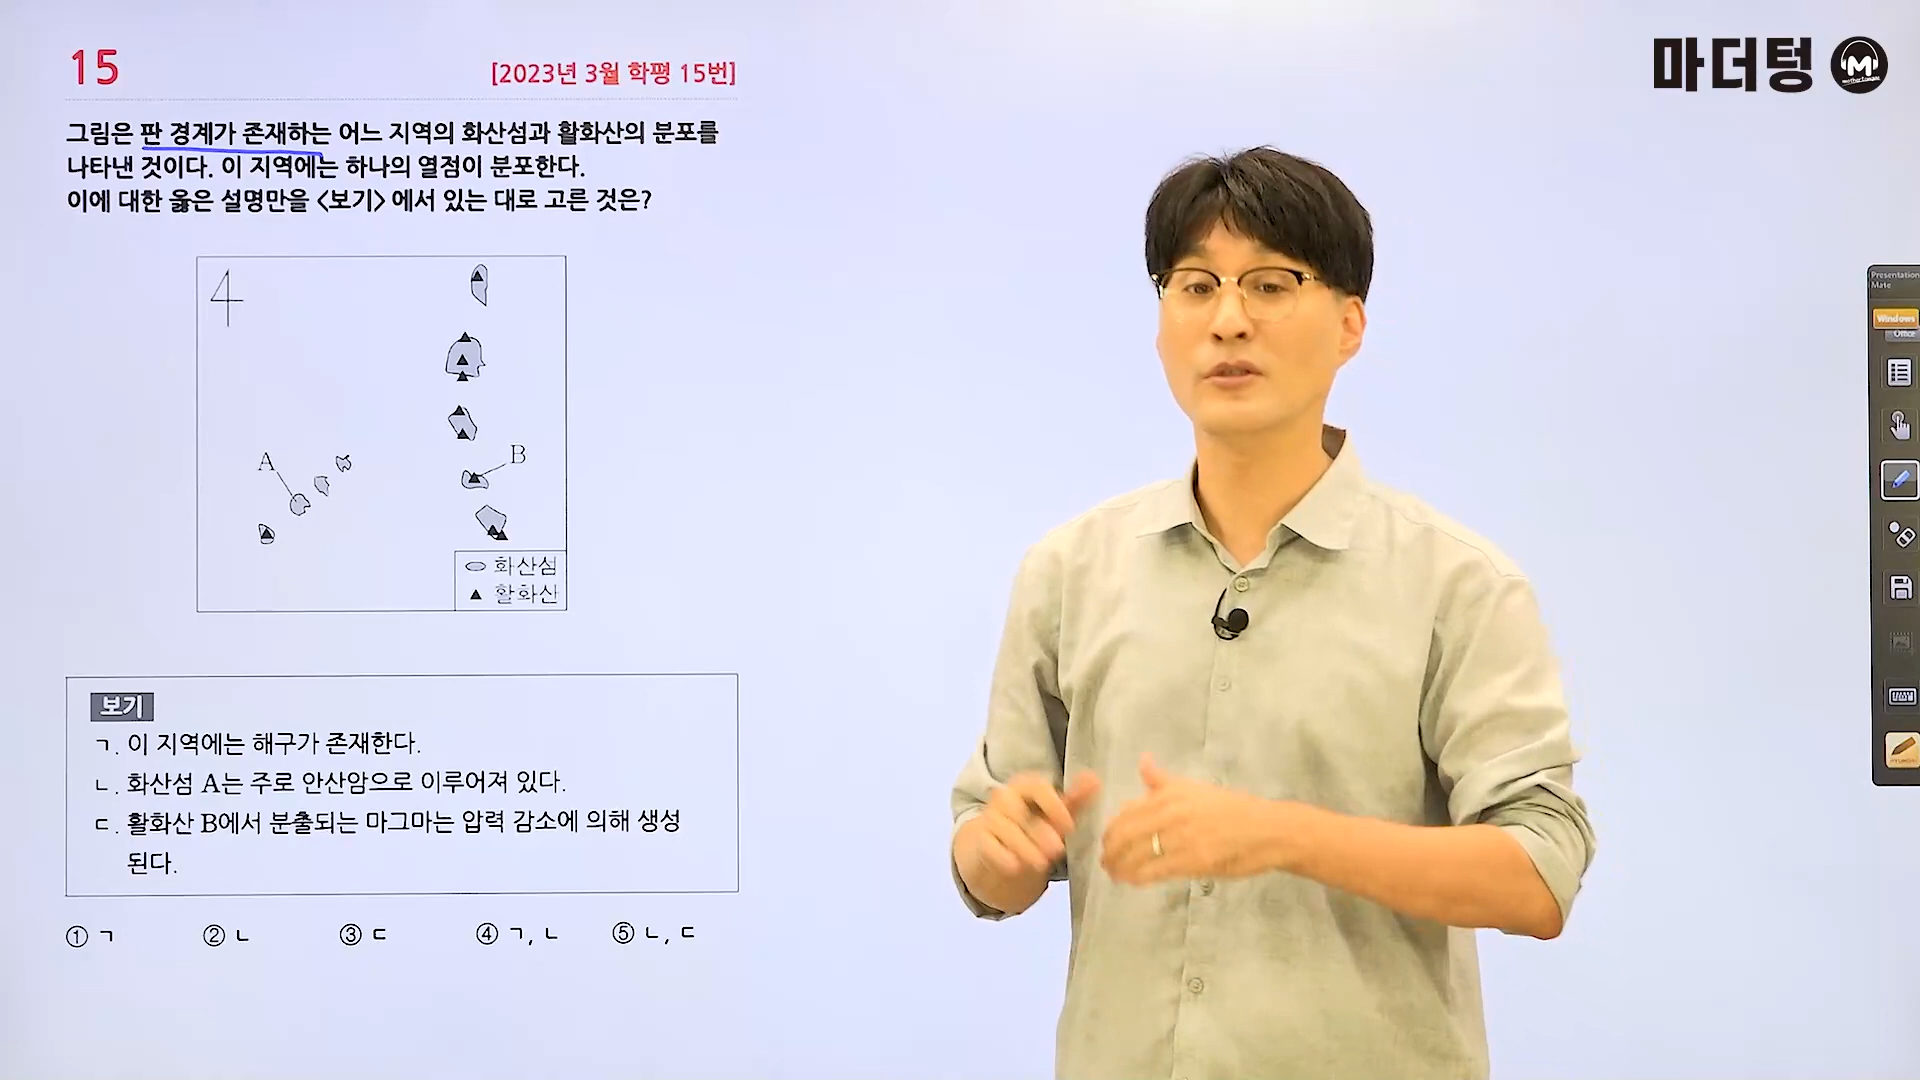 15
[2023년 3월 학평 15번]
마더텅
그림은 판 경계가 존재하는 어느 지역의 화산섬과 활화산의 분포를
나타낸 것이다. 이 지역에는 하나의 열점이 분포한다.
이에 대한 옳은 설명만을 <보기> 에서 있는 대로 고른 것은?
A
B
화산섬
▲ 활화산
보기
ㄱ. 이 지역에는 해구가 존재한다.
ㄴ. 화산섬 A는 주로 안산암으로 이루어져 있다.
ㄷ. 활화산 B에서 분출되는 마그마는 압력 감소에 의해 생성
된다.
① ㄱ ② ㄴ ③ ㄷ ④ ㄱ, ㄴ ⑤ ㄴ, ㄷ
Presentation
Mate
Windows
Office